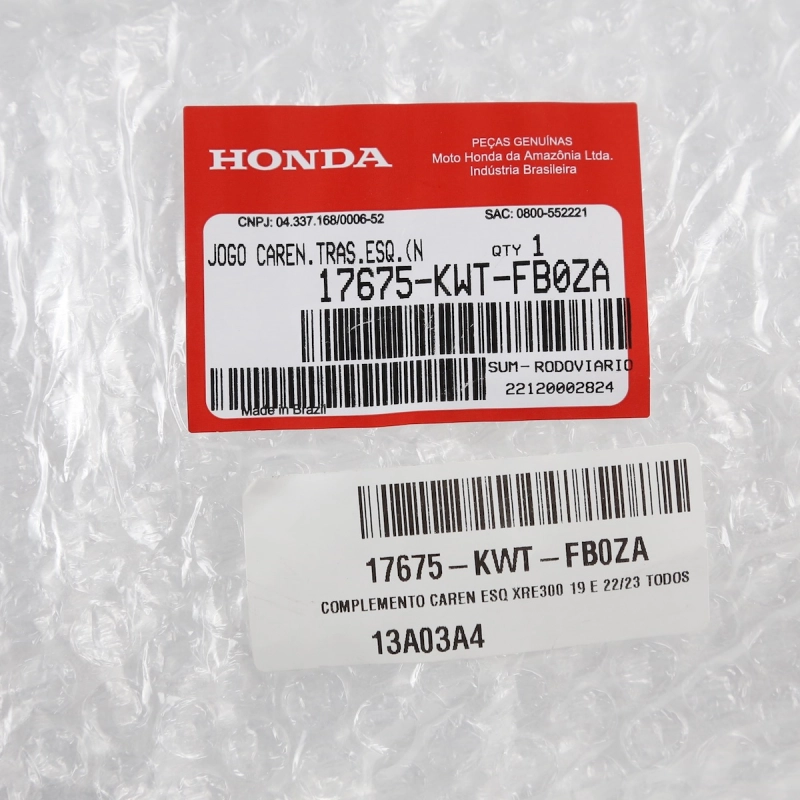 HONDA
PEÇAS GENUÍNAS
Moto Honda da Amazônia Ltda.
Indústria Brasileira
CNPJ: 04.337.168/0006-52
SAC: 0800-552221
JOGO CAREN.TRAS.ESQ.(N
QTY 1
17675-KWT-FB0ZA
SUM-RODOVIARIO
22120002824
Made in Brazil
17675-KWT-FB0ZA
COMPLEMENTO CAREN ESQ XRE300 19 E 22/23 TODOS
13A03A4